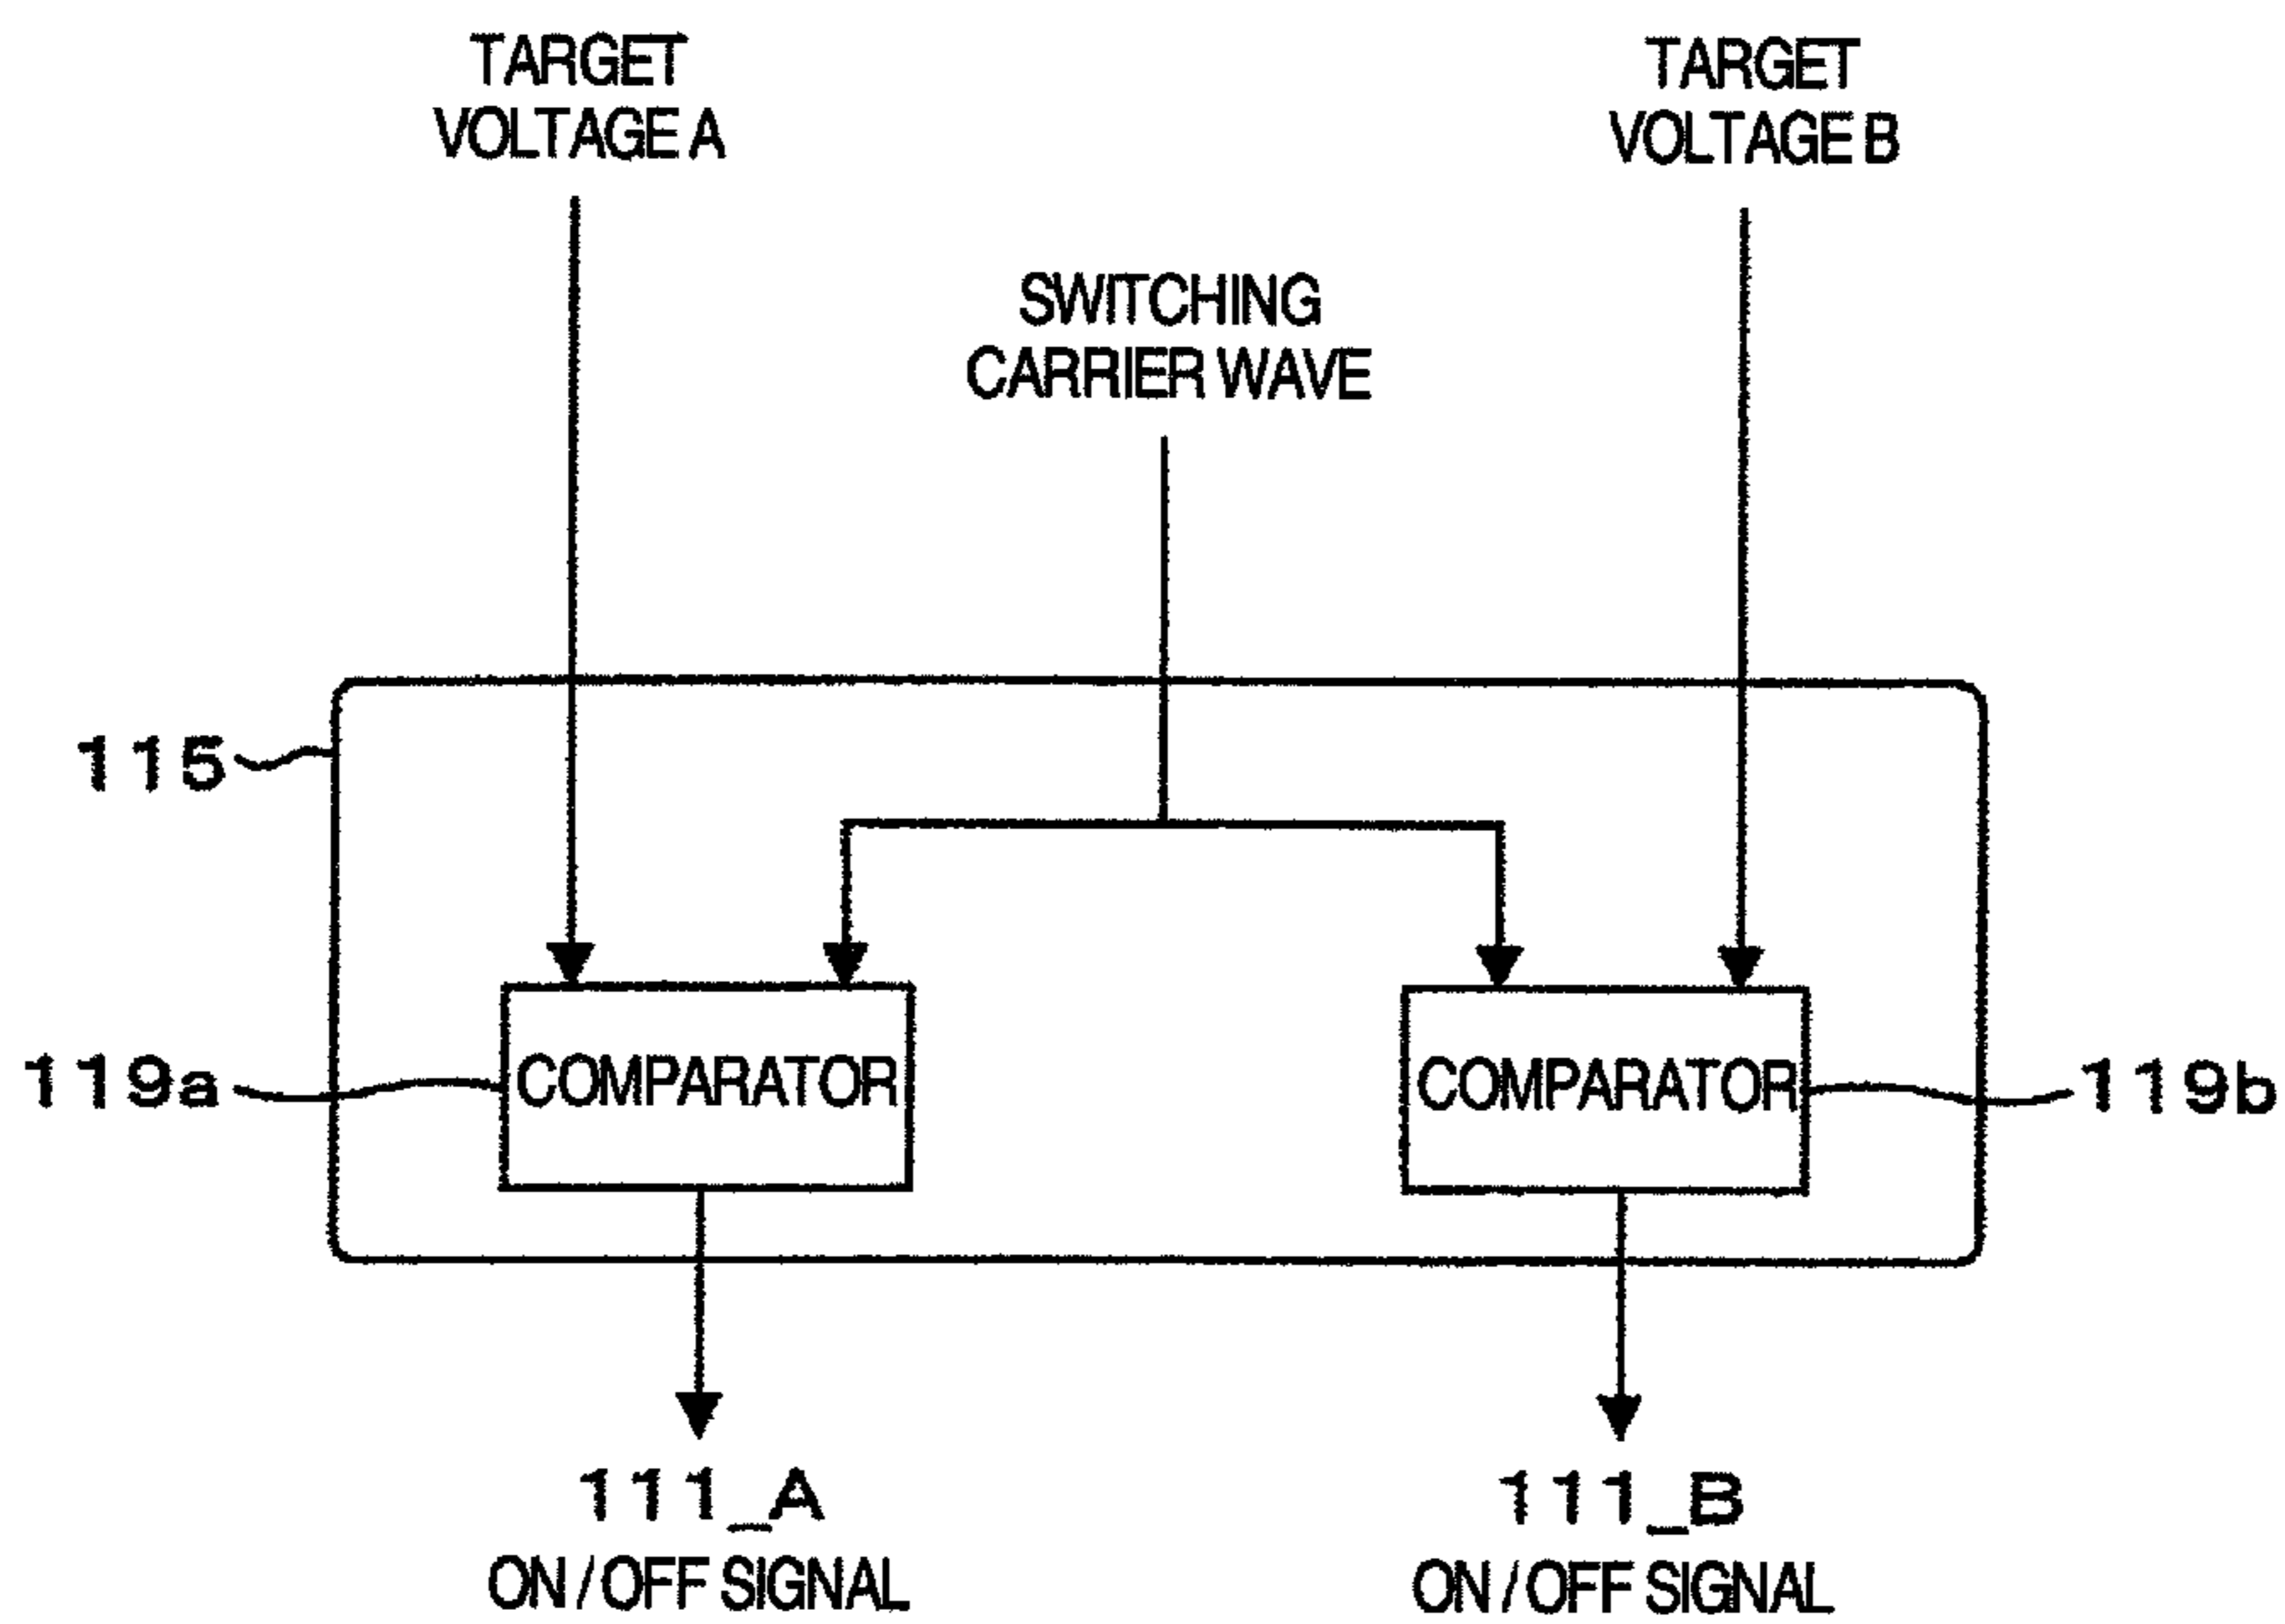 TARGET
VOLTAGE A
TARGET
VOLTAGE B
SWITCHING
CARRIER WAVE
115
119a
COMPARATOR
COMPARATOR
119b
111_A
ON / OFF SIGNAL
111_B
ON / OFF SIGNAL